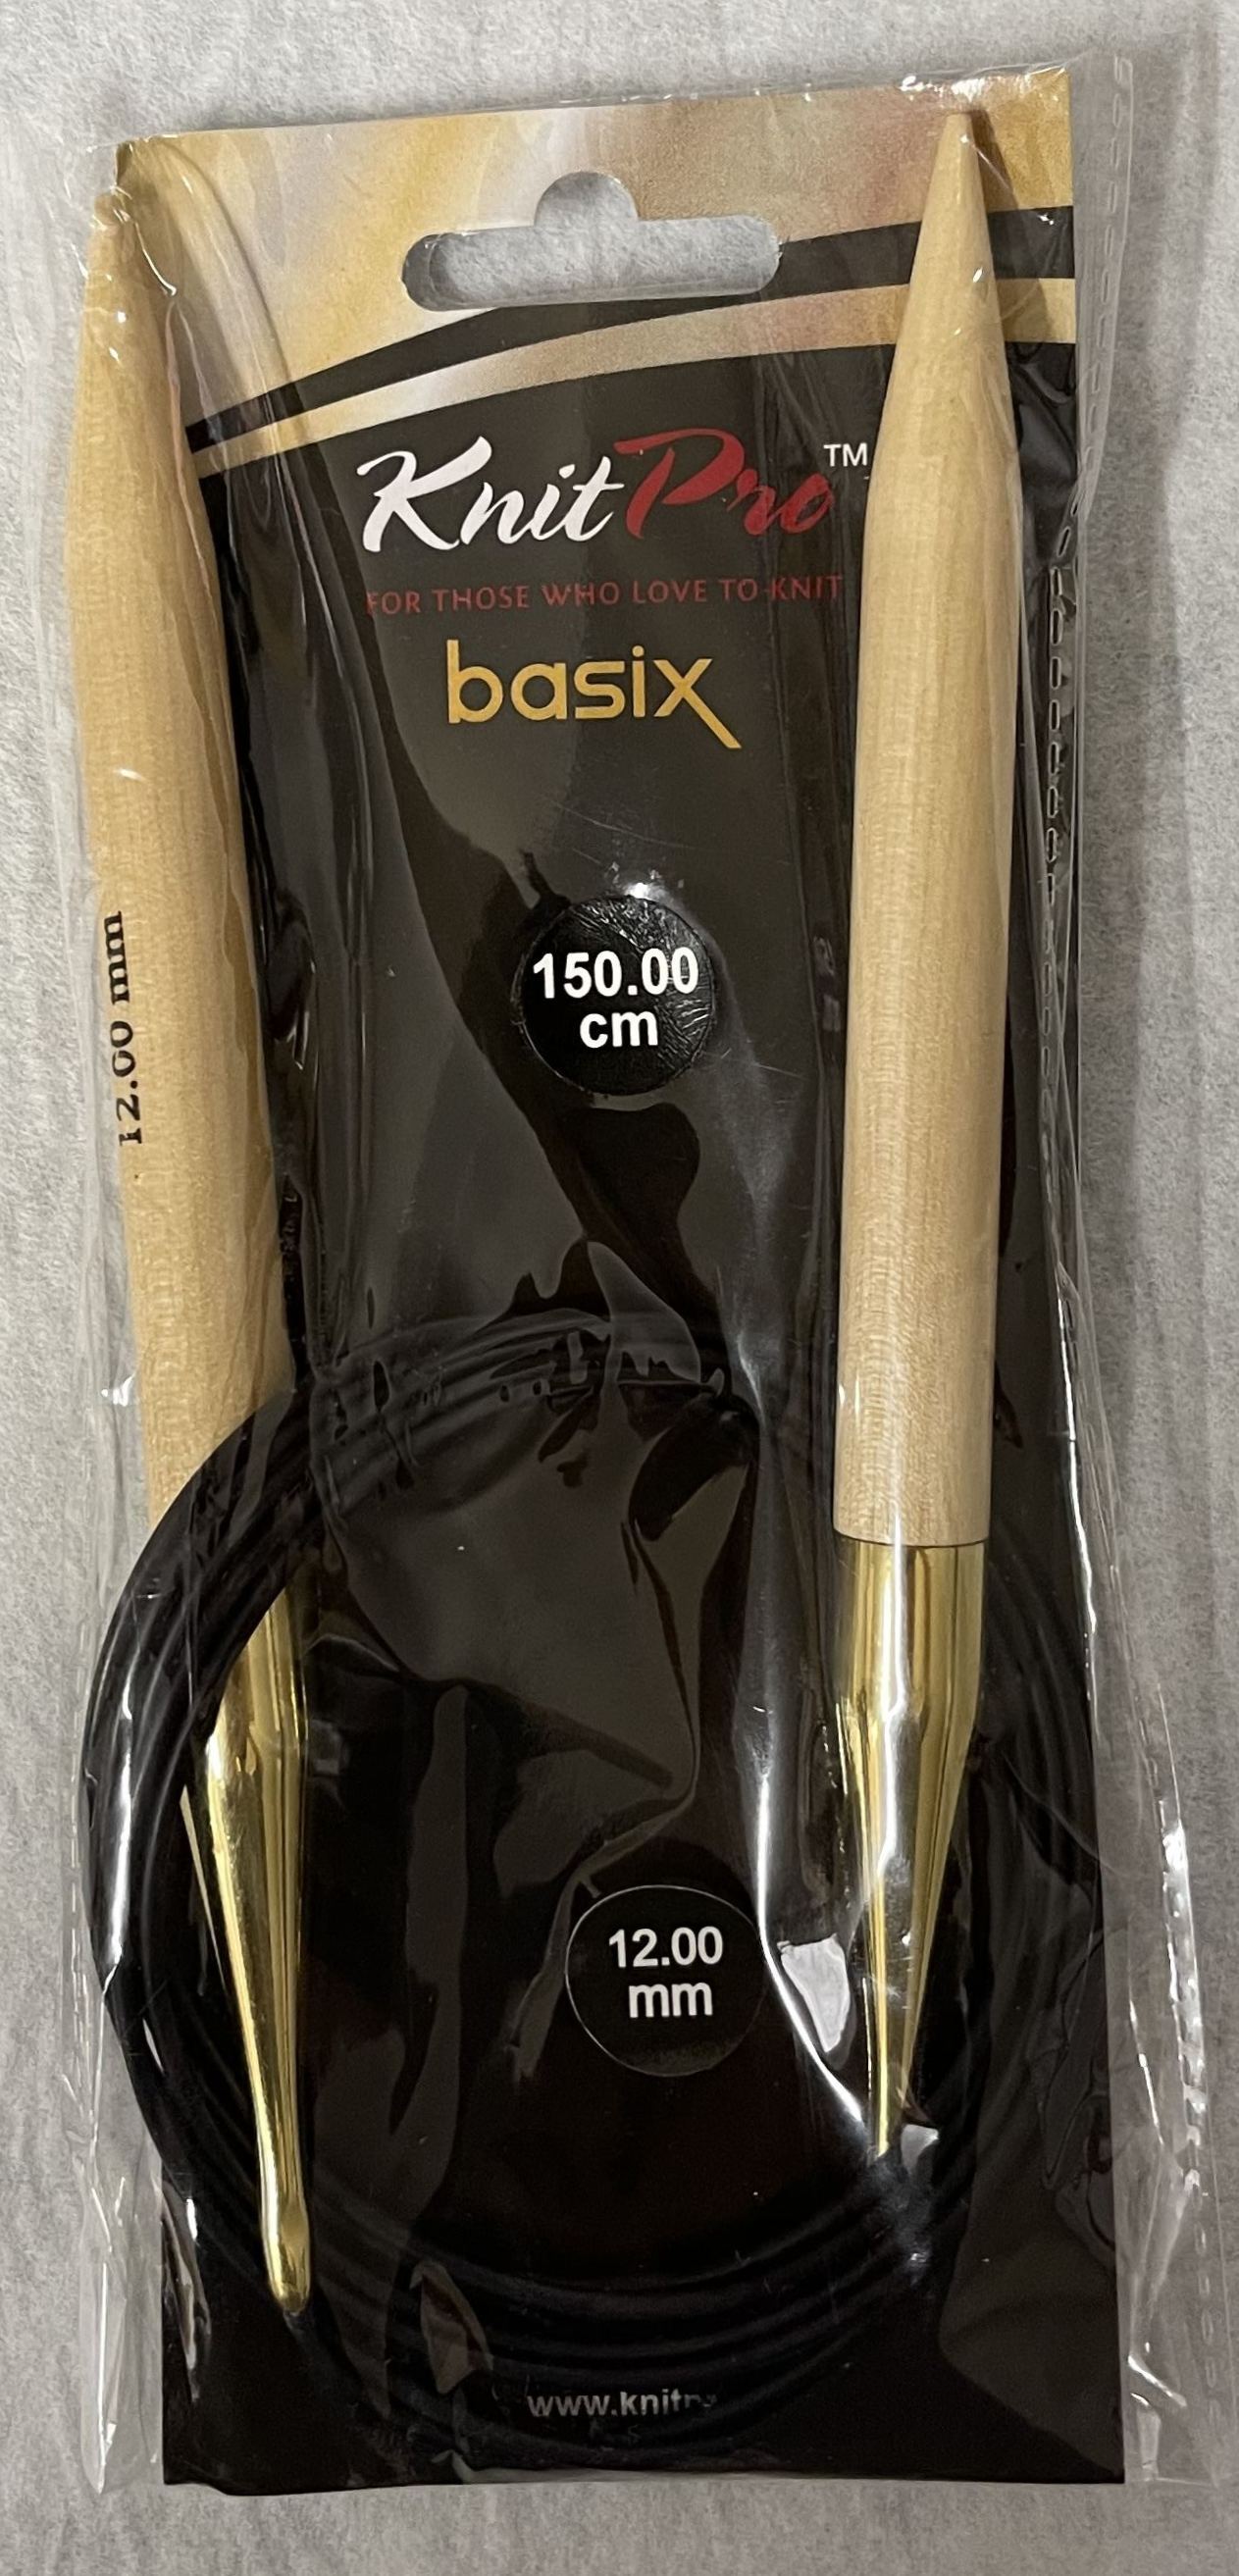 KnitPro™
FOR THOSE WHO LOVE TO KNIT
basix
150.00
cm
12.00 mm
12.00
mm